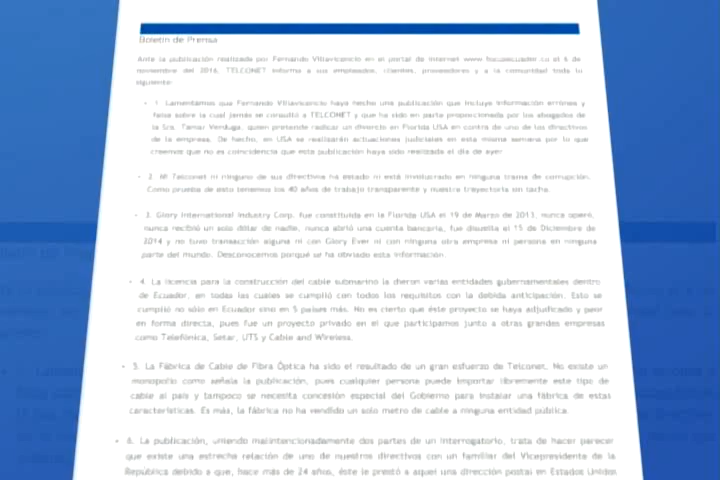 Boletín de Prensa
Ante la publicación realizada por Fernando Villavicencio en el portal de internet www.focusecuador.co el 6 de
noviembre del 2016, TELCONET informa a sus empleados, clientes, proveedores y a la comunidad toda lo
siguiente:
• 1. Lamentamos que Fernando Villavicencio haya hecho una publicación que incluye información errónea y
falsa sobre la cual jamás se consultó a TELCONET y que ha sido en parte proporcionada por los abogados de
la Sra. Tamar Verduga, quien pretende radicar un divorcio en Florida USA en contra de uno de los directivos
de la empresa. De hecho, en USA se realizarán actuaciones judiciales en esta misma semana por lo que
creemos que no es coincidencia que esta publicación haya sido realizada el día de ayer.
• 2. Ni Telconet ni ninguno de sus directivos ha estado ni está involucrado en ninguna trama de corrupción.
Como prueba de esto tenemos los 40 años de trabajo transparente y nuestra trayectoria sin tacha.
• 3. Glory International Industry Corp. fue constituida en la Florida USA el 19 de Marzo de 2013, nunca operó,
nunca recibió un solo dólar de nadie, nunca abrió una cuenta bancaria, fue disuelta el 15 de Diciembre de
2014 y no tuvo transacción alguna ni con Glory Ever ni con ninguna otra empresa ni persona en ninguna
parte del mundo. Desconocemos porqué se ha obviado esta información.
• 4. La licencia para la construcción del cable submarino la dieron varias entidades gubernamentales dentro
de Ecuador, en todas las cuales se cumplió con todos los requisitos con la debida anticipación. Esto se
cumplió no sólo en Ecuador sino en 5 países más. No es cierto que éste proyecto se haya adjudicado y peor
en forma directa, pues fue un proyecto privado en el que participamos junto a otras grandes empresas
como Telefónica, Setar, UTS y Cable and Wireless.
• 5. La Fábrica de Cable de Fibra Óptica ha sido el resultado de un gran esfuerzo de Telconet. No existe un
monopolio como señala la publicación, pues cualquier persona puede importar libremente este tipo de
cable al país y tampoco se necesita concesión especial del Gobierno para instalar una fábrica de estas
características. Es más, la fábrica no ha vendido un solo metro de cable a ninguna entidad pública.
• 6. La publicación, uniendo malintencionadamente dos partes de un interrogatorio, trata de hacer parecer
que existe una estrecha relación de uno de nuestros directivos con un familiar del Vicepresidente de la
República debido a que, hace más de 24 años, éste le prestó a aquel una dirección postal en Estados Unidos